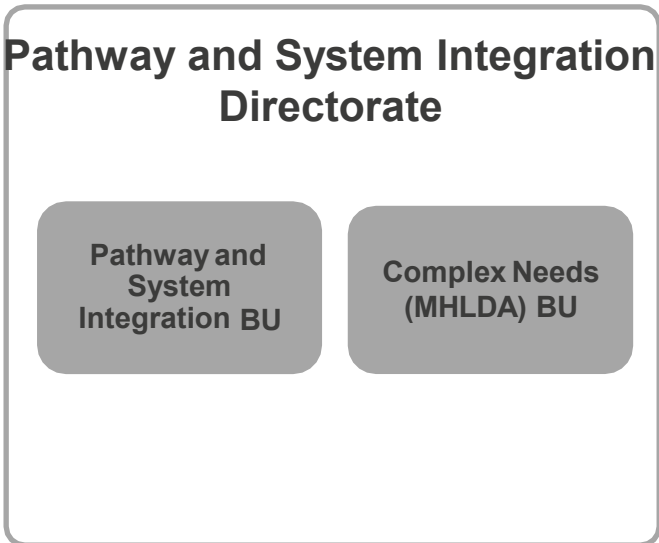 Pathway and System Integration
Directorate
Pathway and
System
Integration BU
Complex Needs
(MHLDA) BU